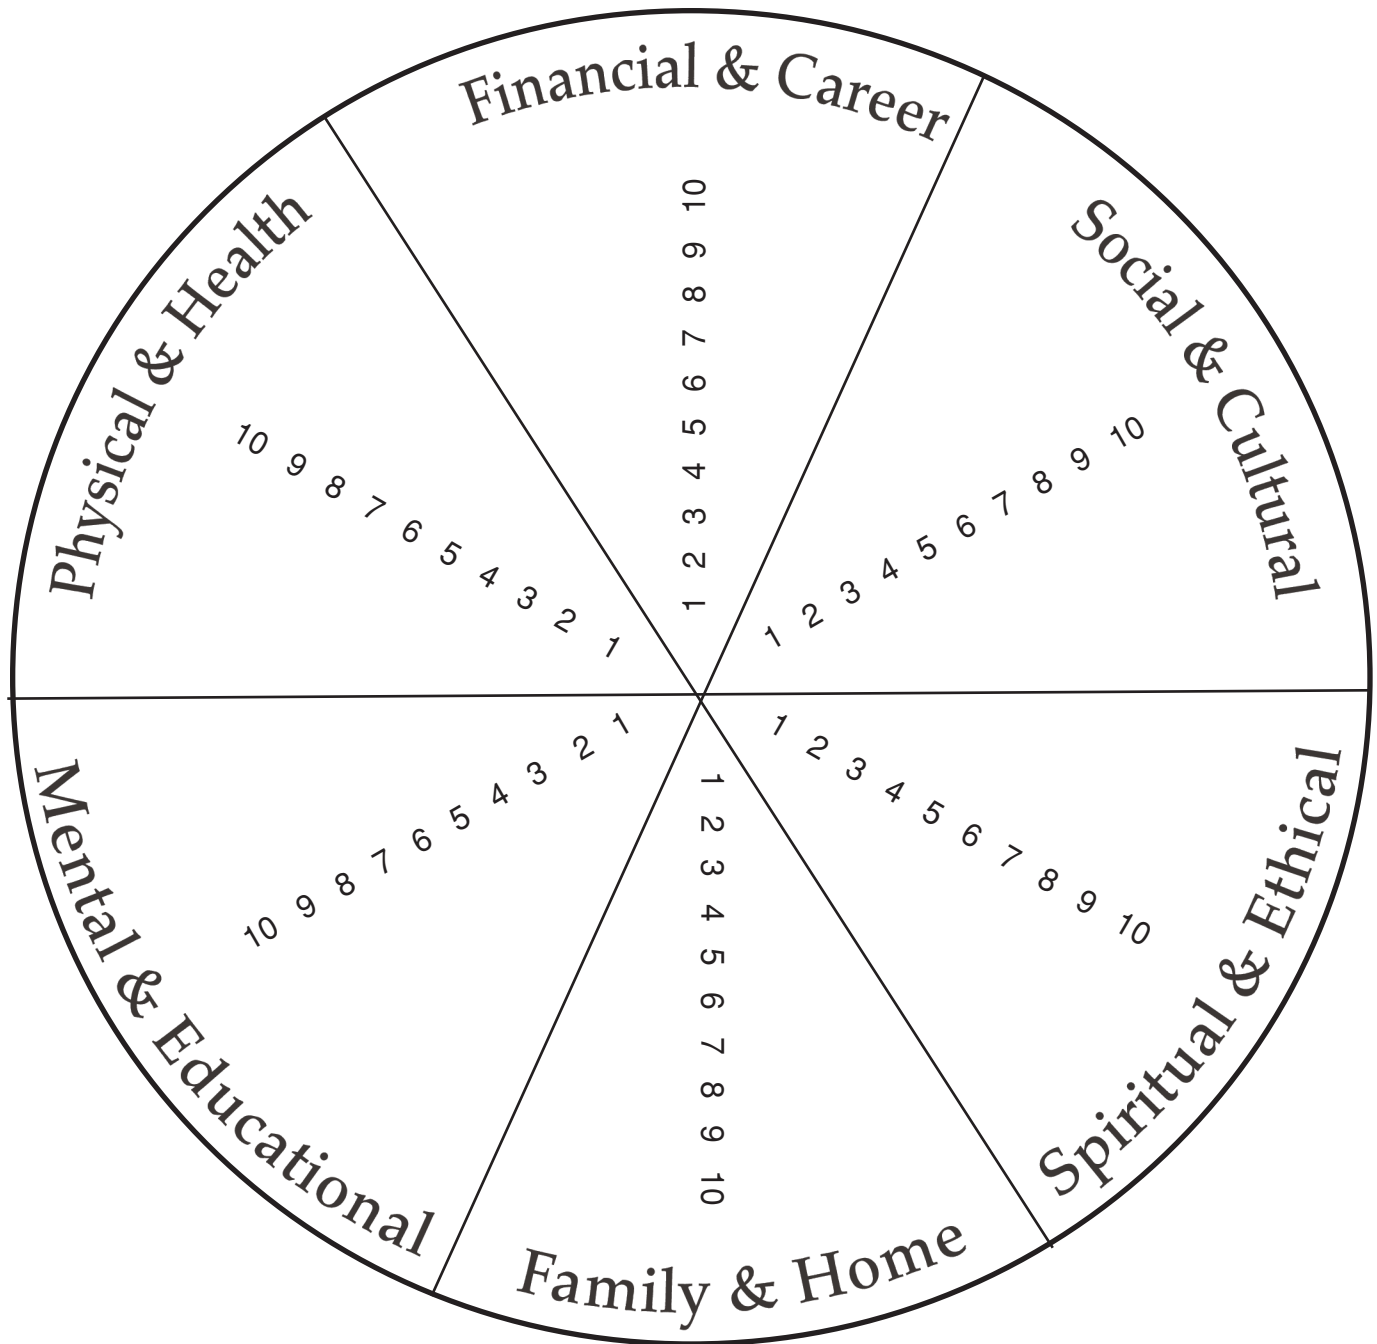 Financial & Career
10 9 8 7 6 5 4 3 2 1
Social & Cultural
1 2 3 4 5 6 7 8 9 10
Spiritual & Ethical
1 2 3 4 5 6 7 8 9 10
Family & Home
1 2 3 4 5 6 7 8 9 10
Mental & Educational
10 9 8 7 6 5 4 3 2 1
Physical & Health
10 9 8 7 6 5 4 3 2 1